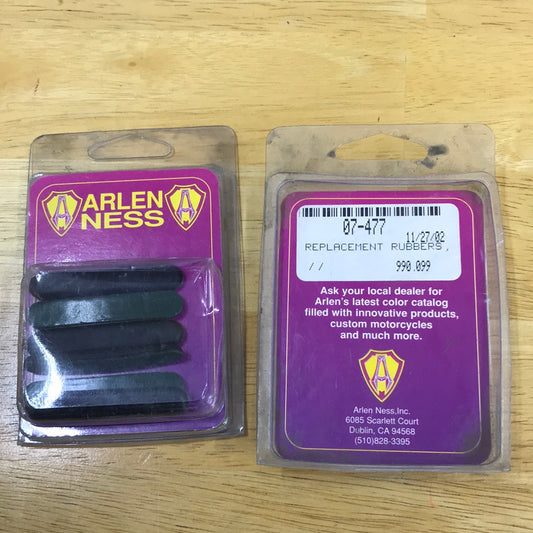 ARLEN
NESS
07-477
11/27/02
REPLACEMENT RUBBERS,
/ /
990.099
Ask your local dealer for
Arlen's latest color catalog
filled with innovative products,
custom motorcycles
and much more.
Arlen Ness,Inc.
6085 Scarlett Court
Dublin, CA 94568
(510)828-3395